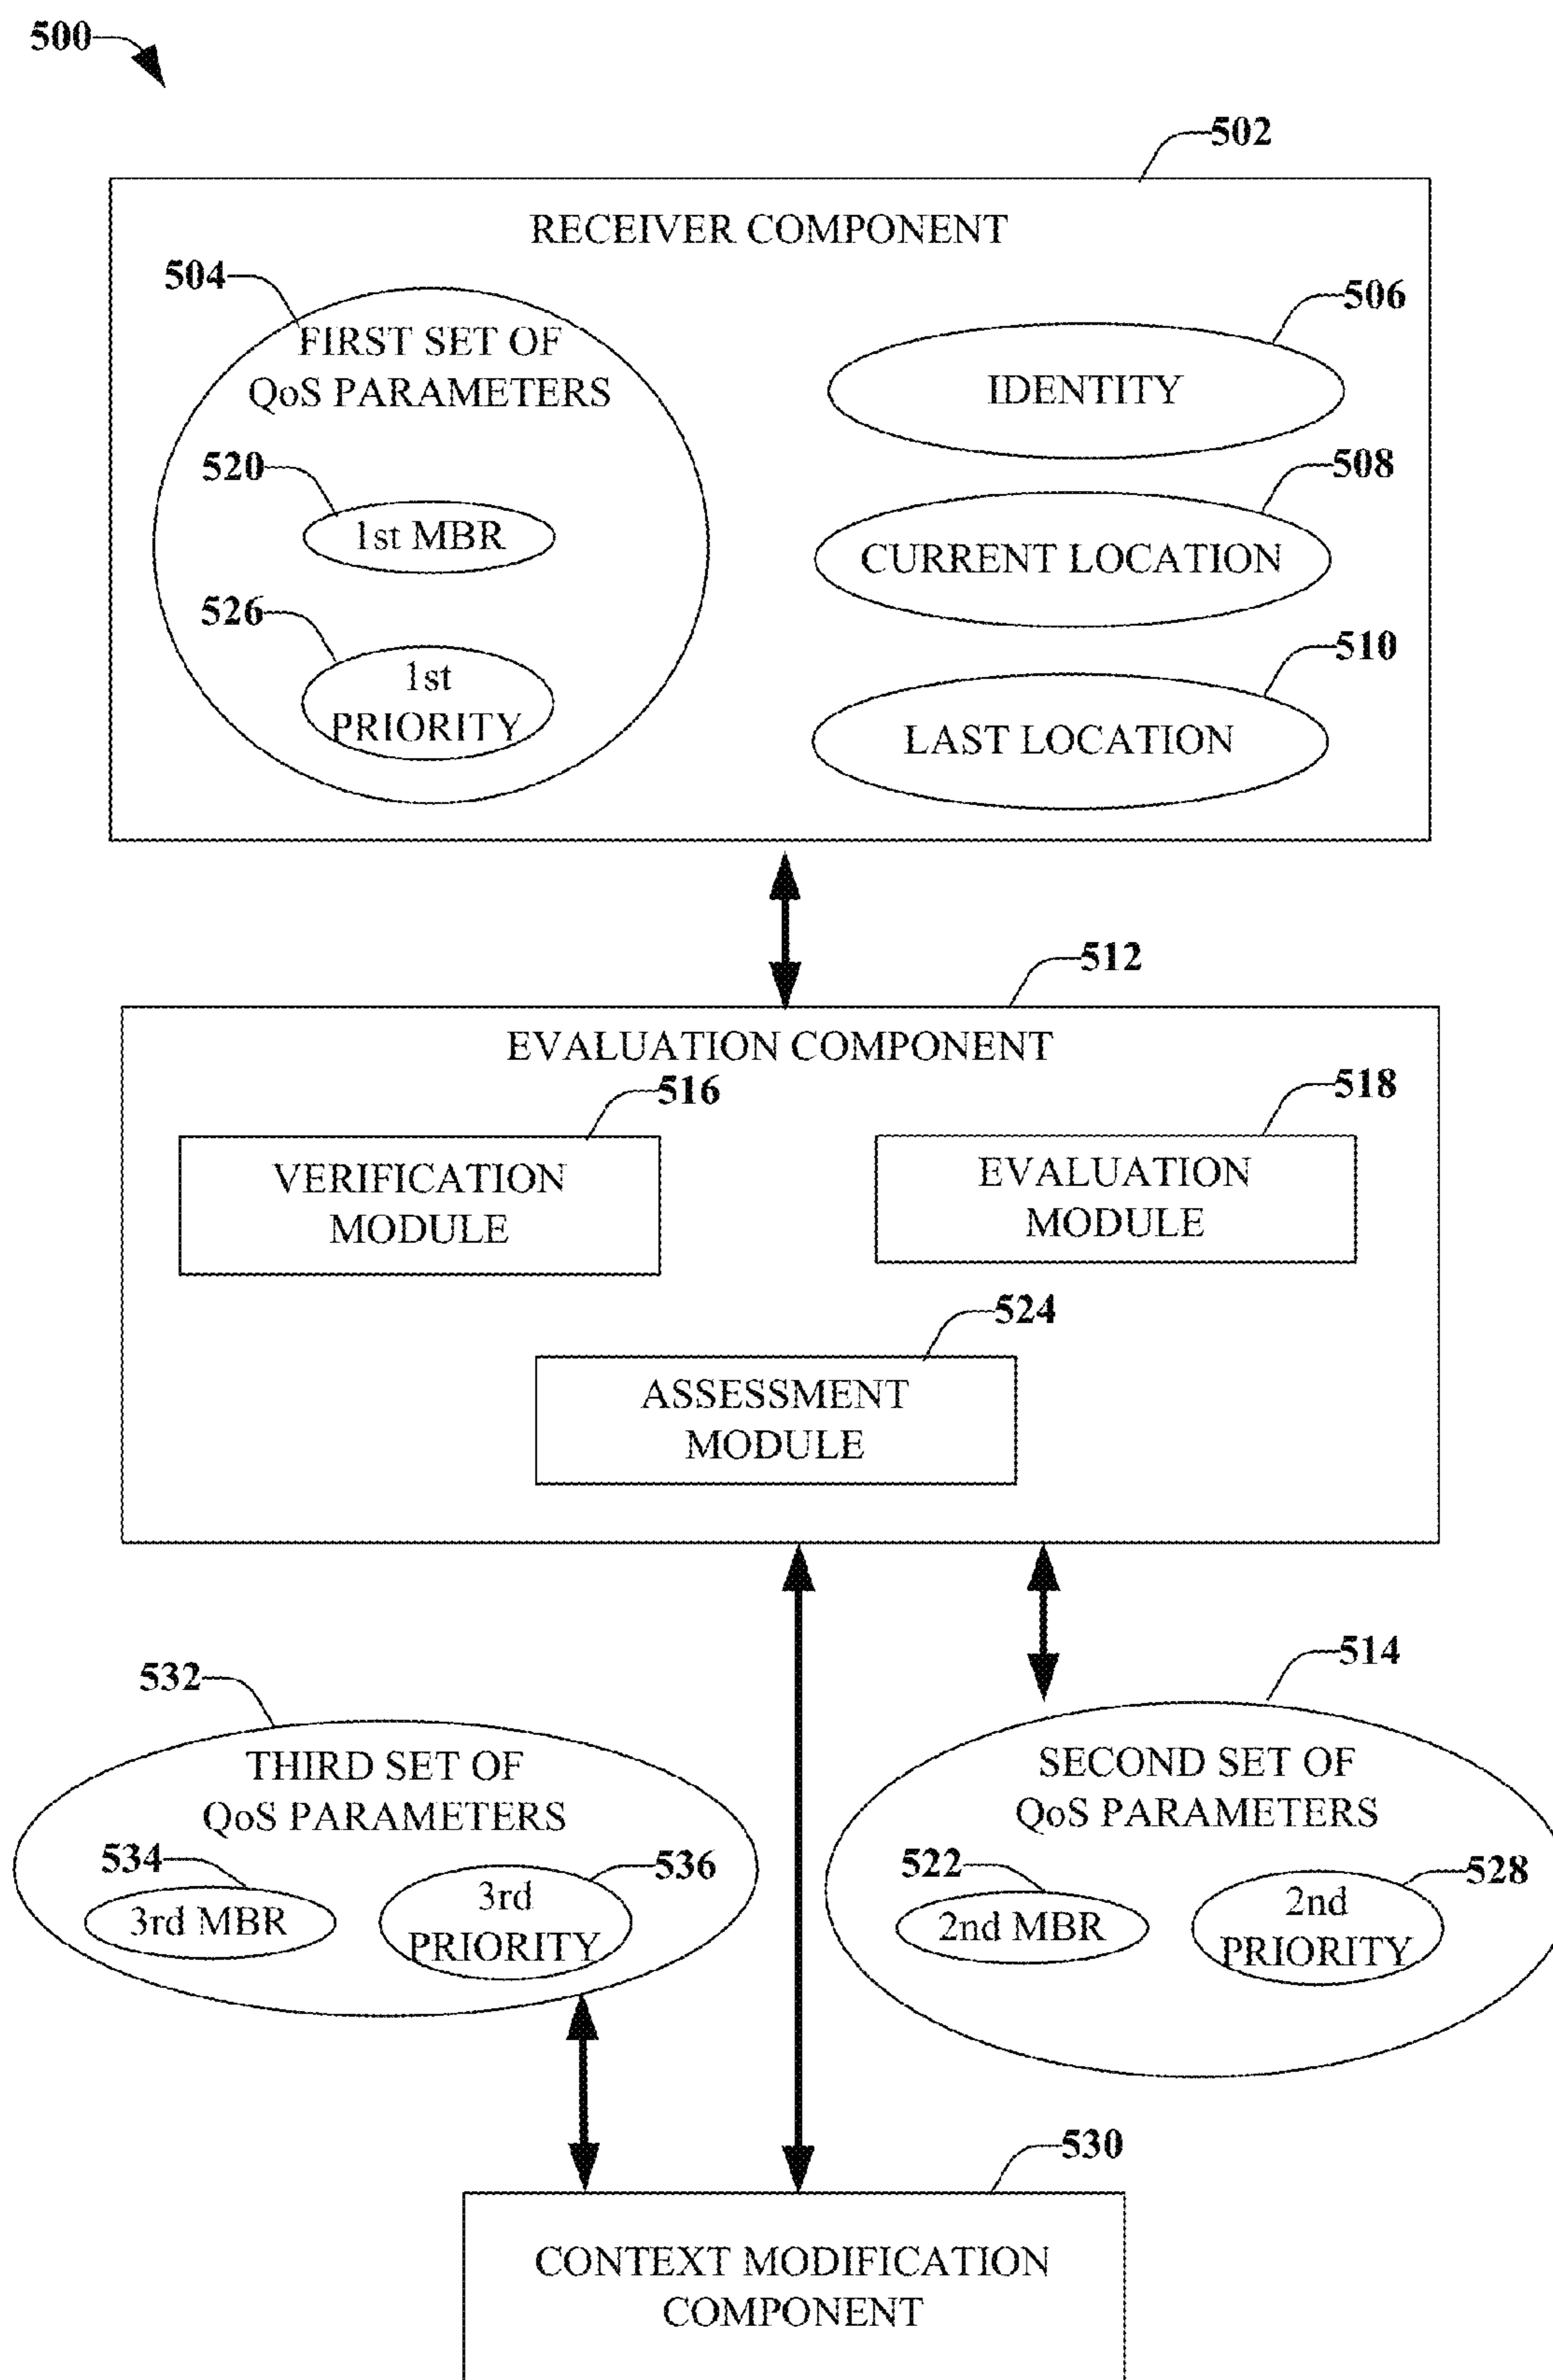 500
502
RECEIVER COMPONENT
504
FIRST SET OF
QoS PARAMETERS
520
1st MBR
526
1st
PRIORITY
506
IDENTITY
508
CURRENT LOCATION
510
LAST LOCATION
512
EVALUATION COMPONENT
516
VERIFICATION
MODULE
518
EVALUATION
MODULE
524
ASSESSMENT
MODULE
532
THIRD SET OF
QoS PARAMETERS
534
3rd MBR
536
3rd
PRIORITY
514
SECOND SET OF
QoS PARAMETERS
522
2nd MBR
528
2nd
PRIORITY
530
CONTEXT MODIFICATION
COMPONENT